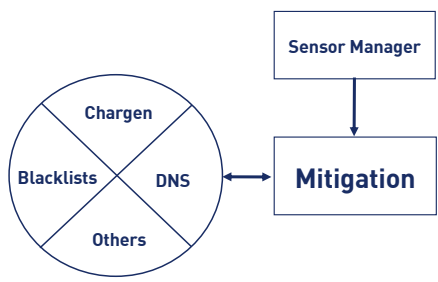 Sensor Manager
Chargen
Blacklists
DNS
Mitigation
Others